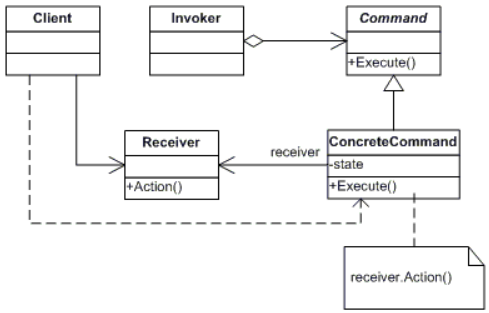 Client
Invoker
Command
+Execute()
Receiver
+Action()
receiver
ConcreteCommand
-state
+Execute()
receiver.Action()